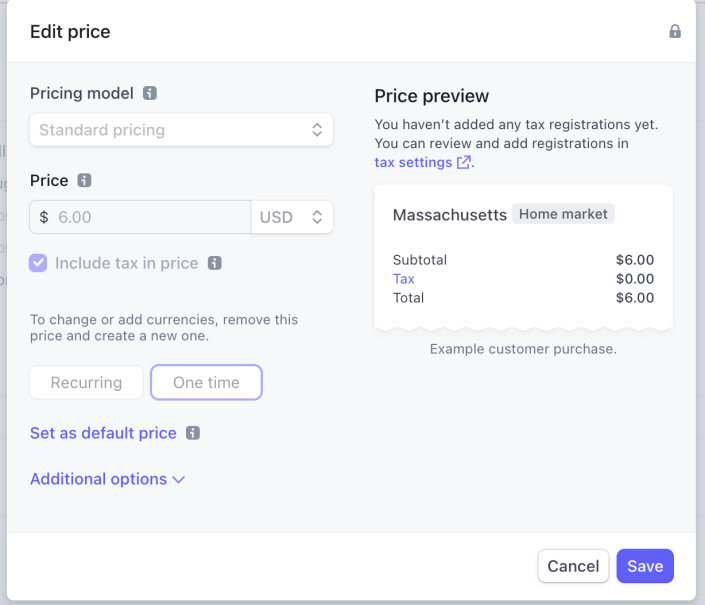 Edit price
Pricing model
Standard pricing
Price
$ 6.00 USD
Include tax in price
To change or add currencies, remove this
price and create a new one.
Recurring One time
Set as default price
Additional options
Price preview
You haven't added any tax registrations yet.
You can review and add registrations in
tax settings.
Massachusetts Home market
Subtotal $6.00
Tax $0.00
Total $6.00
Example customer purchase.
Cancel Save